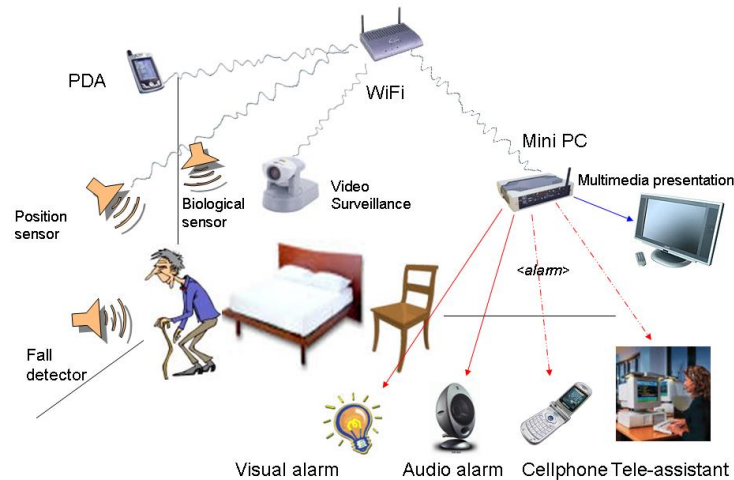 PDA
WiFi
Mini PC
Multimedia presentation
Position
sensor
Biological
sensor
Video
Surveillance
<alarm>
Fall
detector
Visual alarm
Audio alarm
Cellphone
Tele-assistant